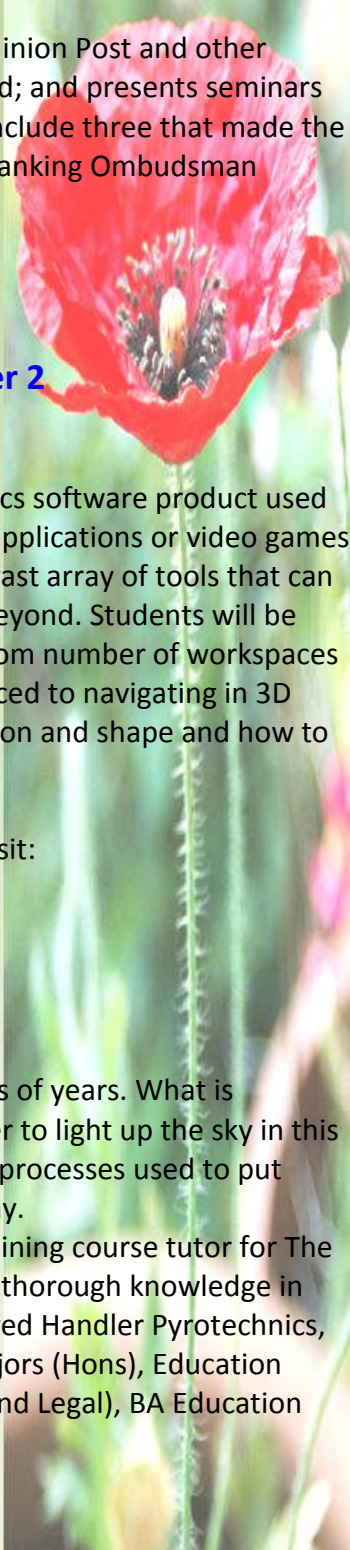 inion Post and other
d; and presents seminars
nclude three that made the
anking Ombudsman
er 2
cs software product used
applications or video games
vast array of tools that can
eyond. Students will be
om number of workspaces
ced to navigating in 3D
on and shape and how to
sit:
s of years. What is
er to light up the sky in this
processes used to put
y.
ining course tutor for The
thorough knowledge in
ed Handler Pyrotechnics,
jors (Hons), Education
nd Legal), BA Education